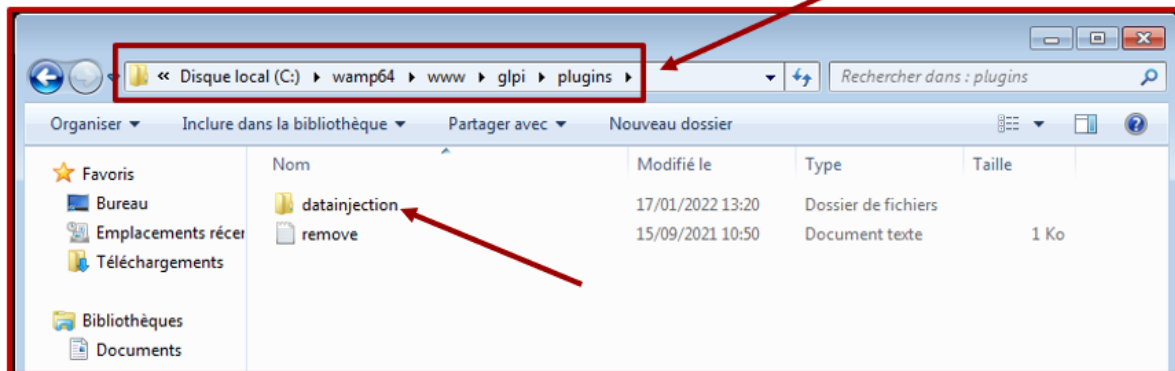 « Disque local (C:) ▸ wamp64 ▸ www ▸ glpi ▸ plugins ▸ Rechercher dans : plugins
Organiser Inclure dans la bibliothèque Partager avec Nouveau dossier
Favoris Nom Modifié le Type Taille
Bureau datainjection 17/01/2022 13:20 Dossier de fichiers
Emplacements récer remove 15/09/2021 10:50 Document texte 1 Ko
Téléchargements
Bibliothèques
Documents